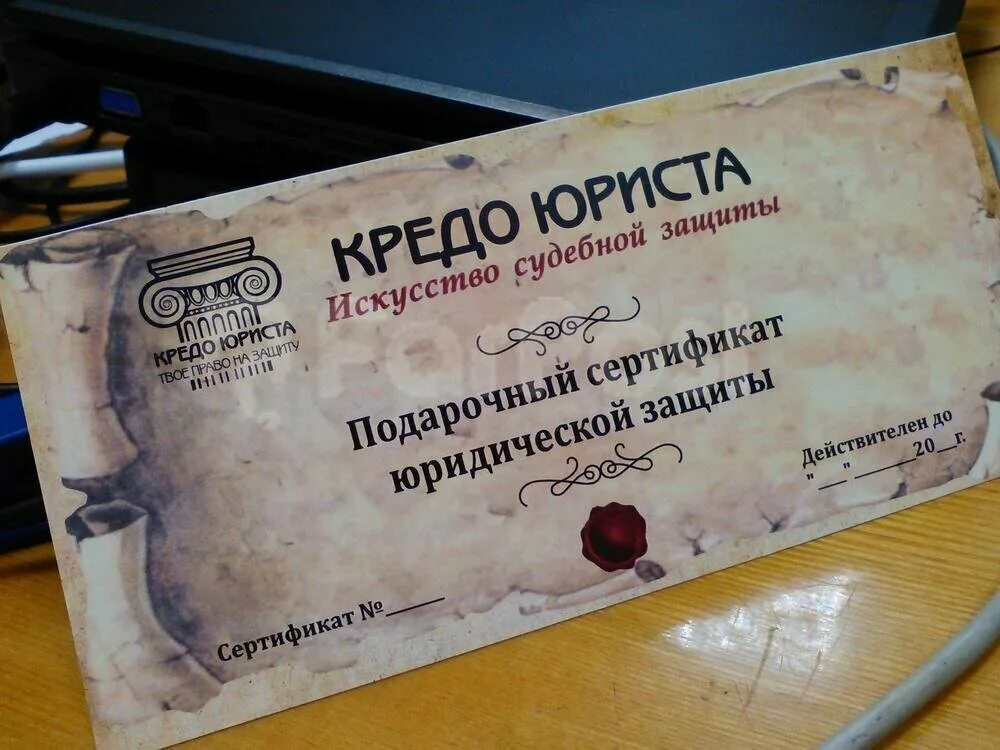 КРЕДО ЮРИСТА
Искусство судебной защиты
КРЕДО ЮРИСТА
ТВОЕ ПРАВО НА ЗАЩИТУ
Подарочный сертификат
юридической защиты
Действителен до
"__"______20__г.
Сертификат №_____